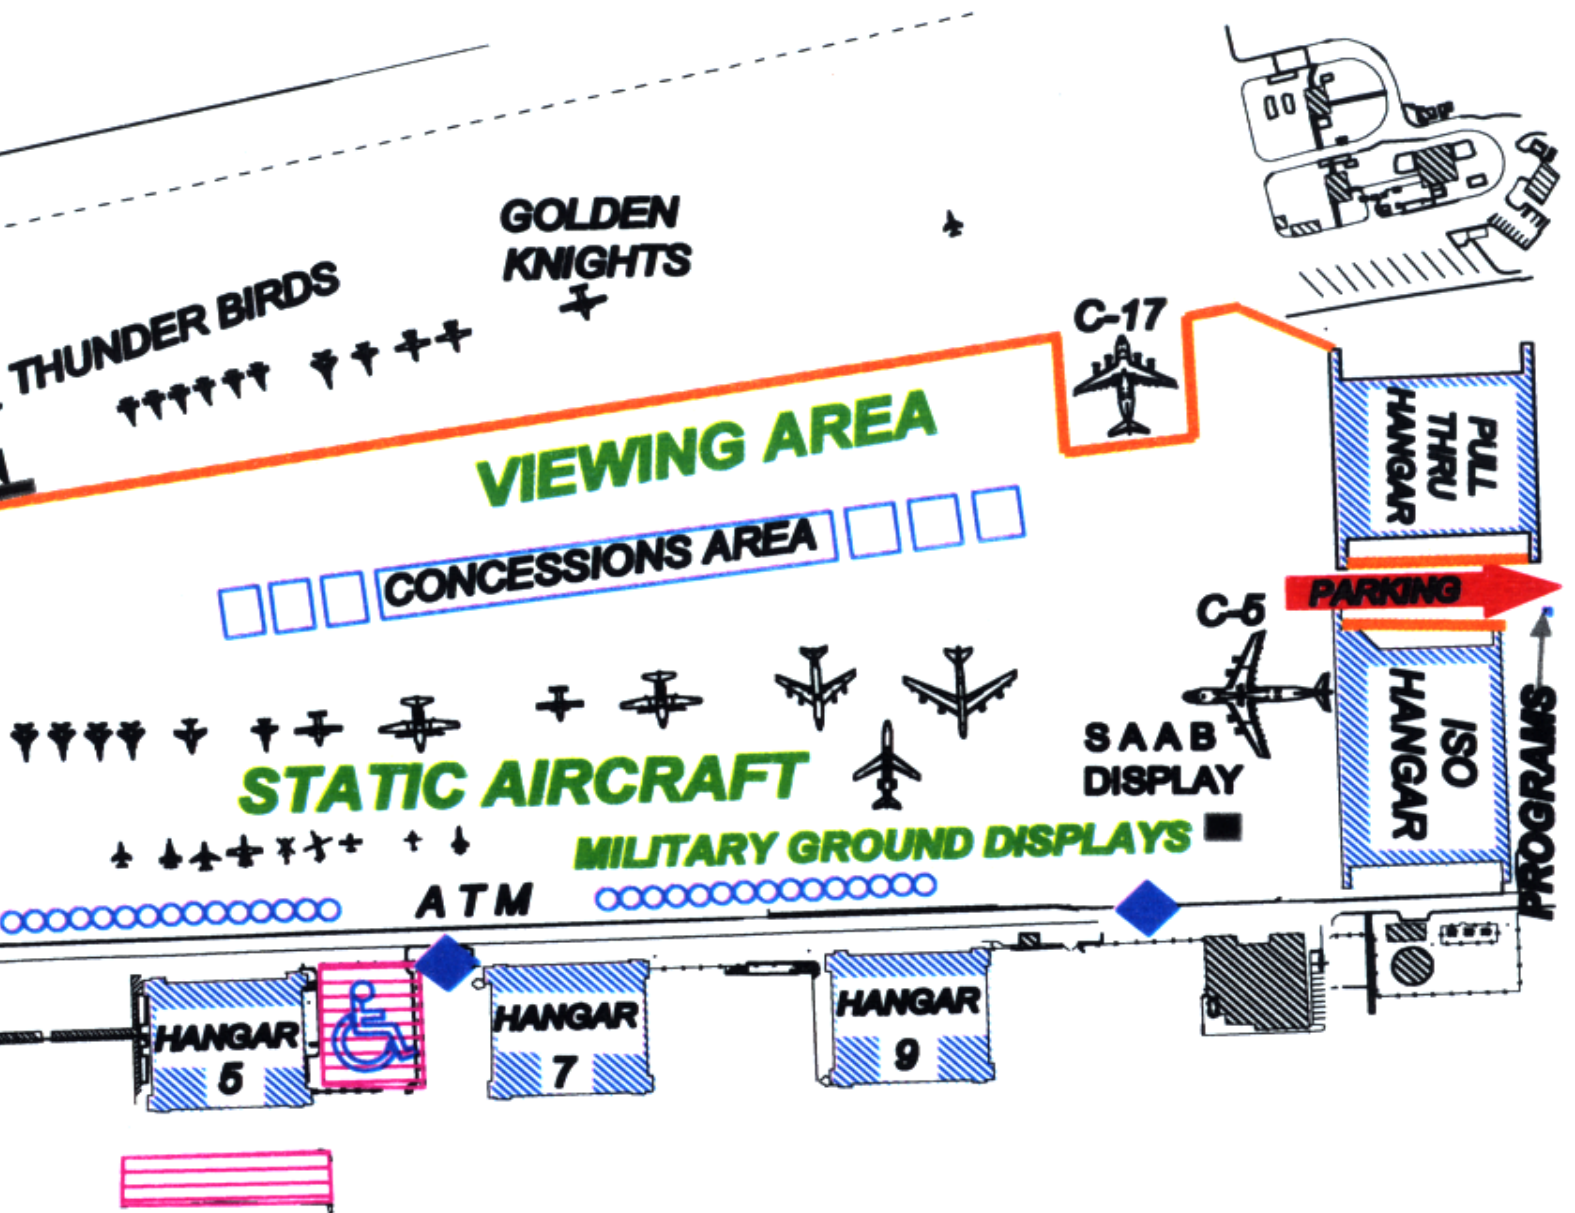 GOLDEN
KNIGHTS
THUNDER BIRDS
C-17
VIEWING AREA
PULL
THRU
HANGAR
CONCESSIONS AREA
PARKING
C-5
SAAB
DISPLAY
ISO
HANGAR
PROGRAMS
STATIC AIRCRAFT
MILITARY GROUND DISPLAYS
ATM
HANGAR
5
HANGAR
7
HANGAR
9